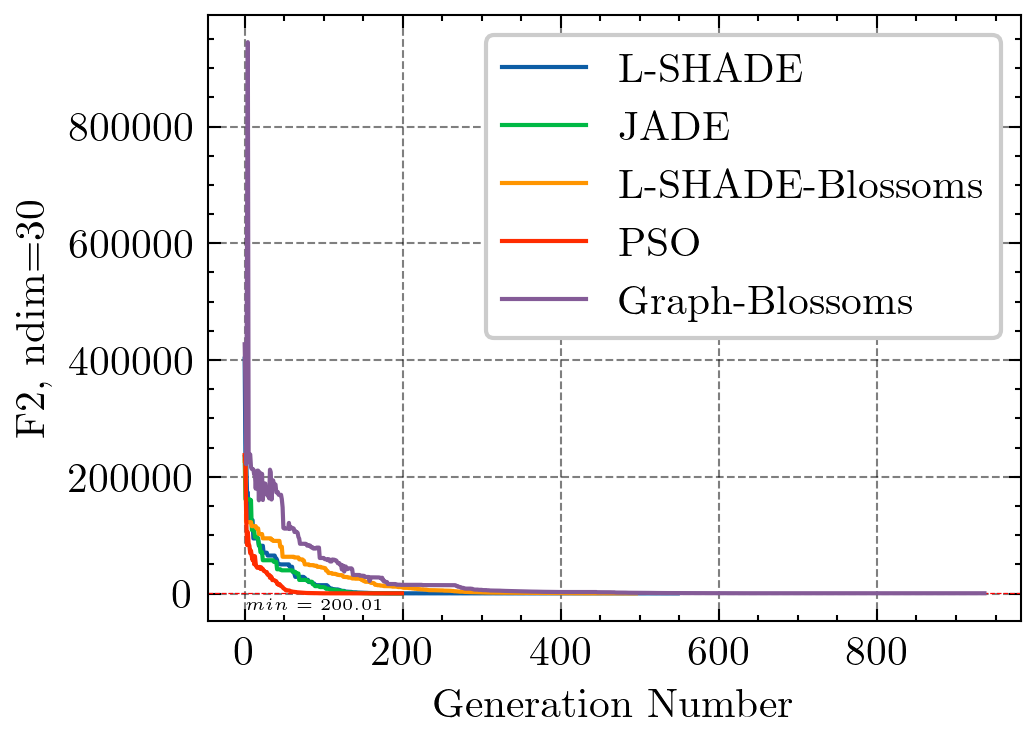 800000
600000
400000
200000
0
F2, ndim=30
L-SHADE
JADE
L-SHADE-Blossoms
PSO
Graph-Blossoms
min = 200.01
0 200 400 600 800
Generation Number